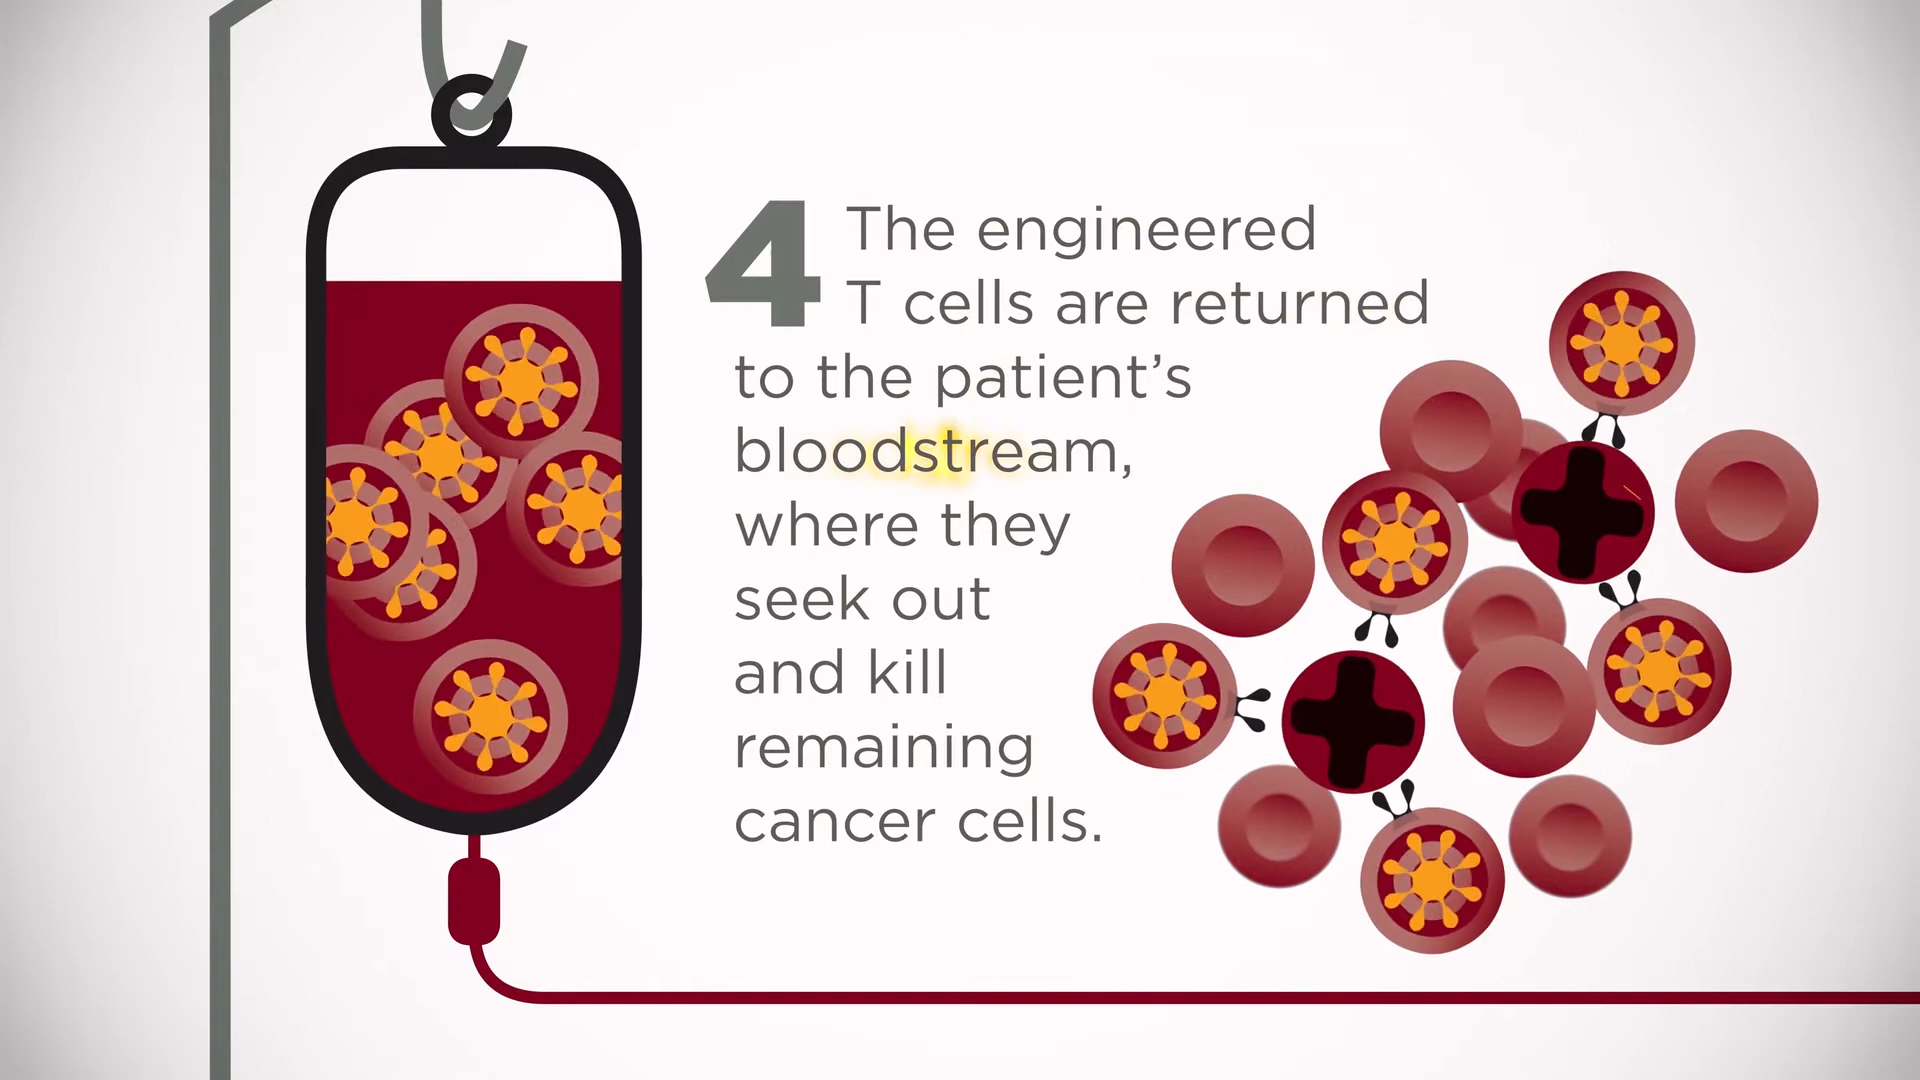 4 The engineered
T cells are returned
to the patient’s
bloodstream,
where they
seek out
and kill
remaining
cancer cells.